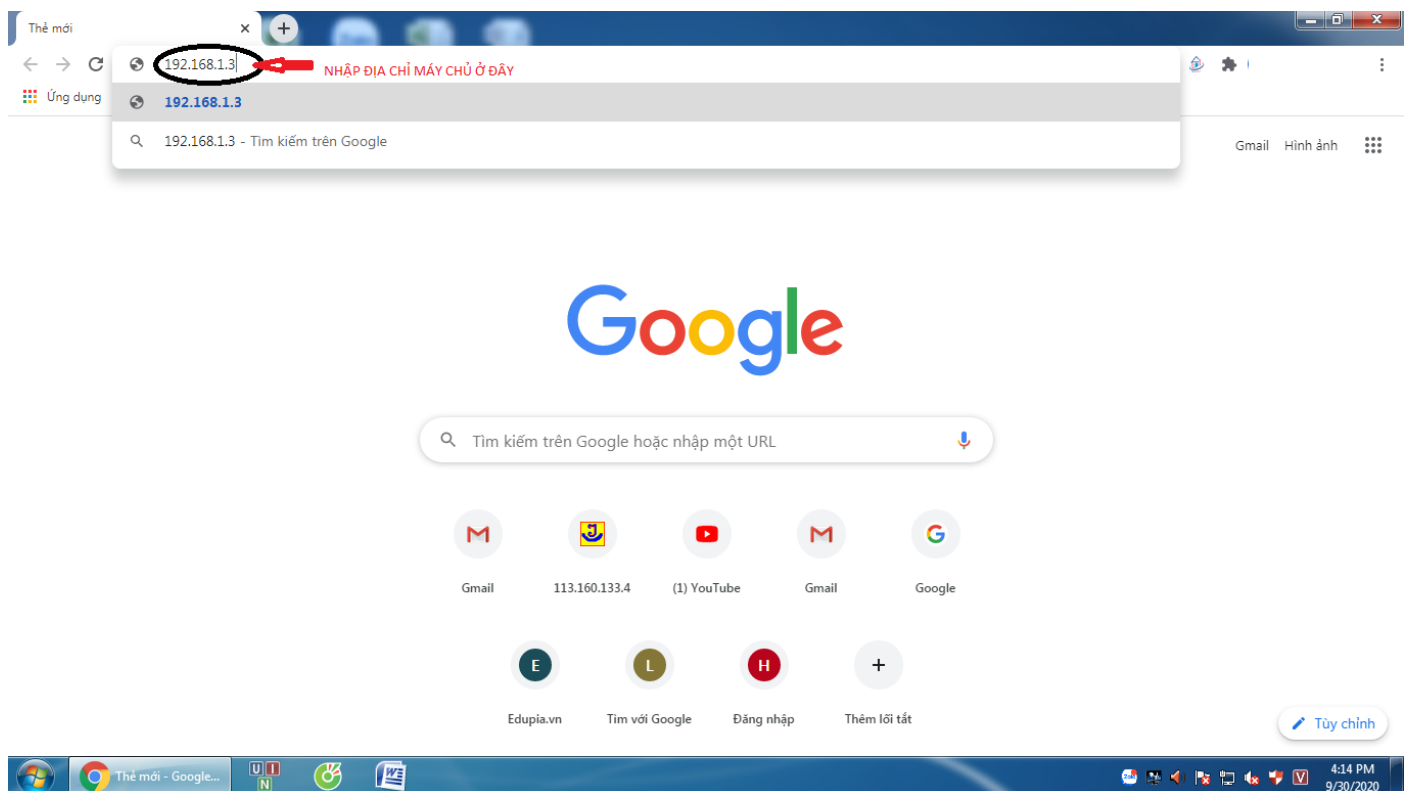 Thẻ mới
192.168.1.3
NHẬP ĐỊA CHỈ MÁY CHỦ Ở ĐÂY
Ứng dụng
192.168.1.3
192.168.1.3 - Tìm kiếm trên Google
Gmail Hình ảnh
Google
Tìm kiếm trên Google hoặc nhập một URL
Gmail
113.160.133.4
(1) YouTube
Gmail
Google
E
L
H
Edupia.vn
Tìm với Google
Đăng nhập
Thêm lối tắt
Tùy chỉnh
Thẻ mới - Google...
U I N
Zalo
V
4:14 PM
9/30/2020